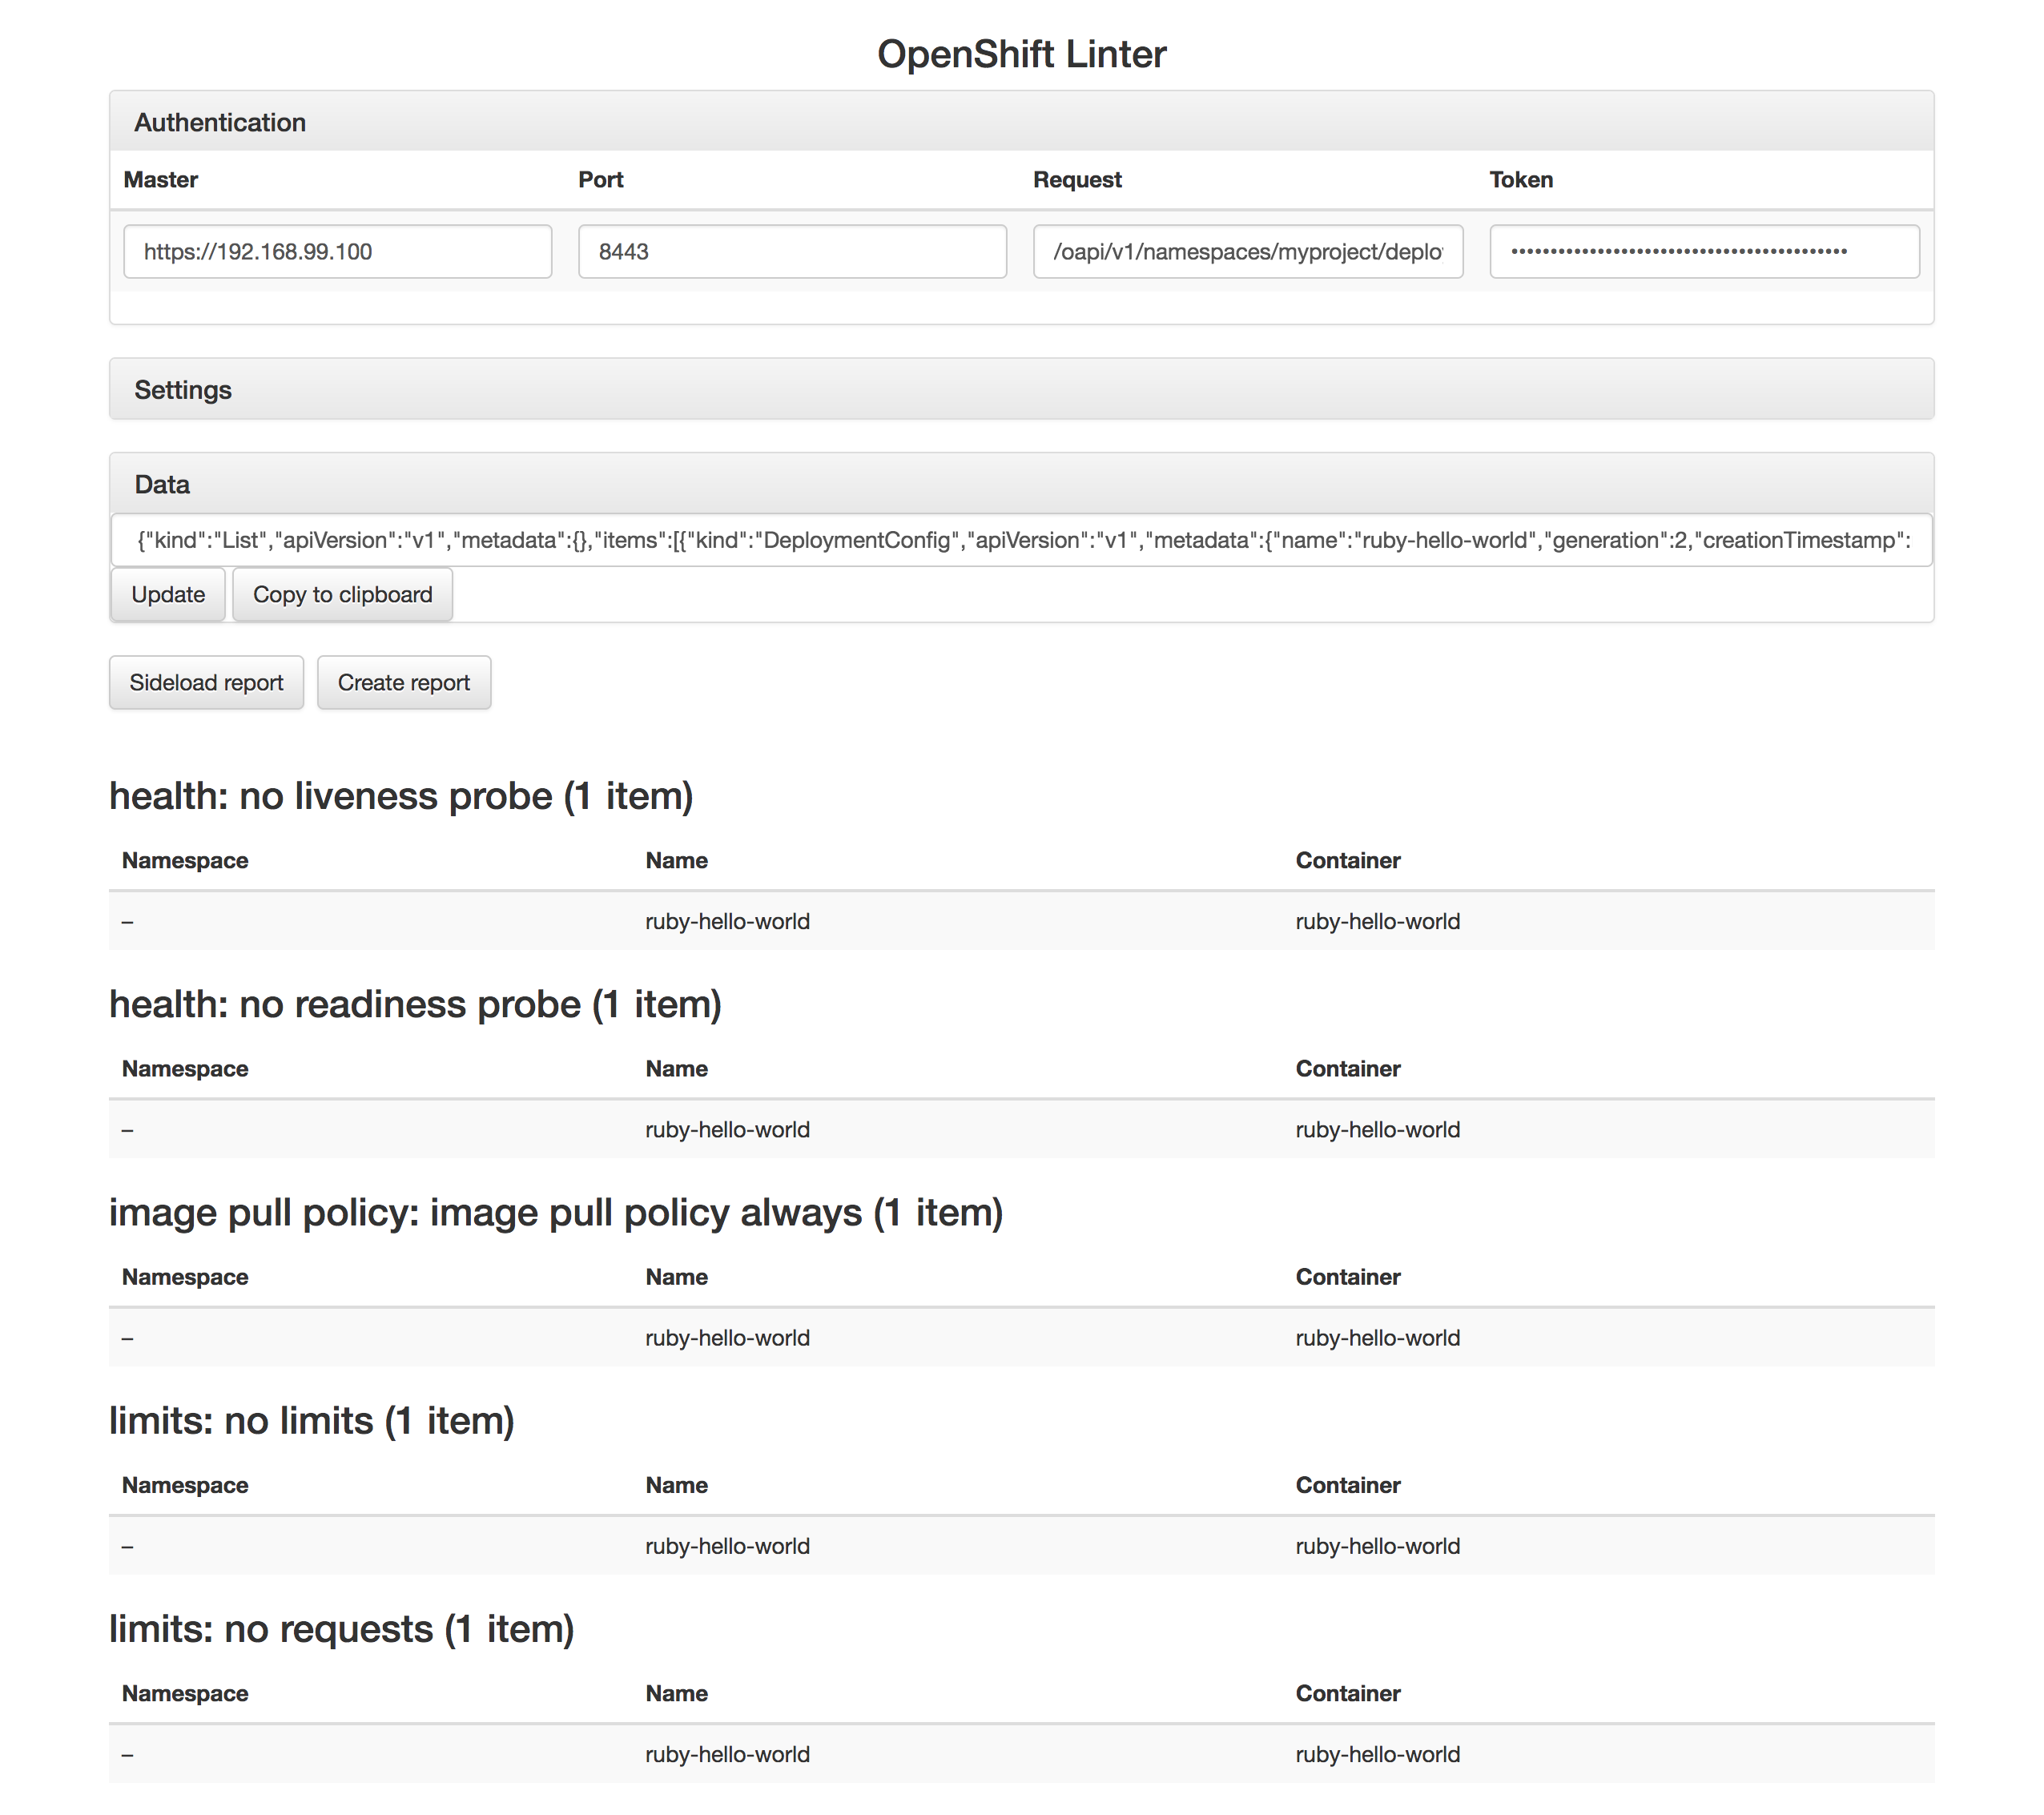 OpenShift Linter
Authentication
Master Port Request Token
https://192.168.99.100 8443 /oapi/v1/namespaces/myproject/deplo ••••••••••••••••••••••••••••••••••••••••••••
Settings
Data
{"kind":"List","apiVersion":"v1","metadata":{},"items":[{"kind":"DeploymentConfig","apiVersion":"v1","metadata":{"name":"ruby-hello-world","generation":2,"creationTimestamp":
Update Copy to clipboard
Sideload report Create report
health: no liveness probe (1 item)
Namespace Name Container
– ruby-hello-world ruby-hello-world
health: no readiness probe (1 item)
Namespace Name Container
– ruby-hello-world ruby-hello-world
image pull policy: image pull policy always (1 item)
Namespace Name Container
– ruby-hello-world ruby-hello-world
limits: no limits (1 item)
Namespace Name Container
– ruby-hello-world ruby-hello-world
limits: no requests (1 item)
Namespace Name Container
– ruby-hello-world ruby-hello-world